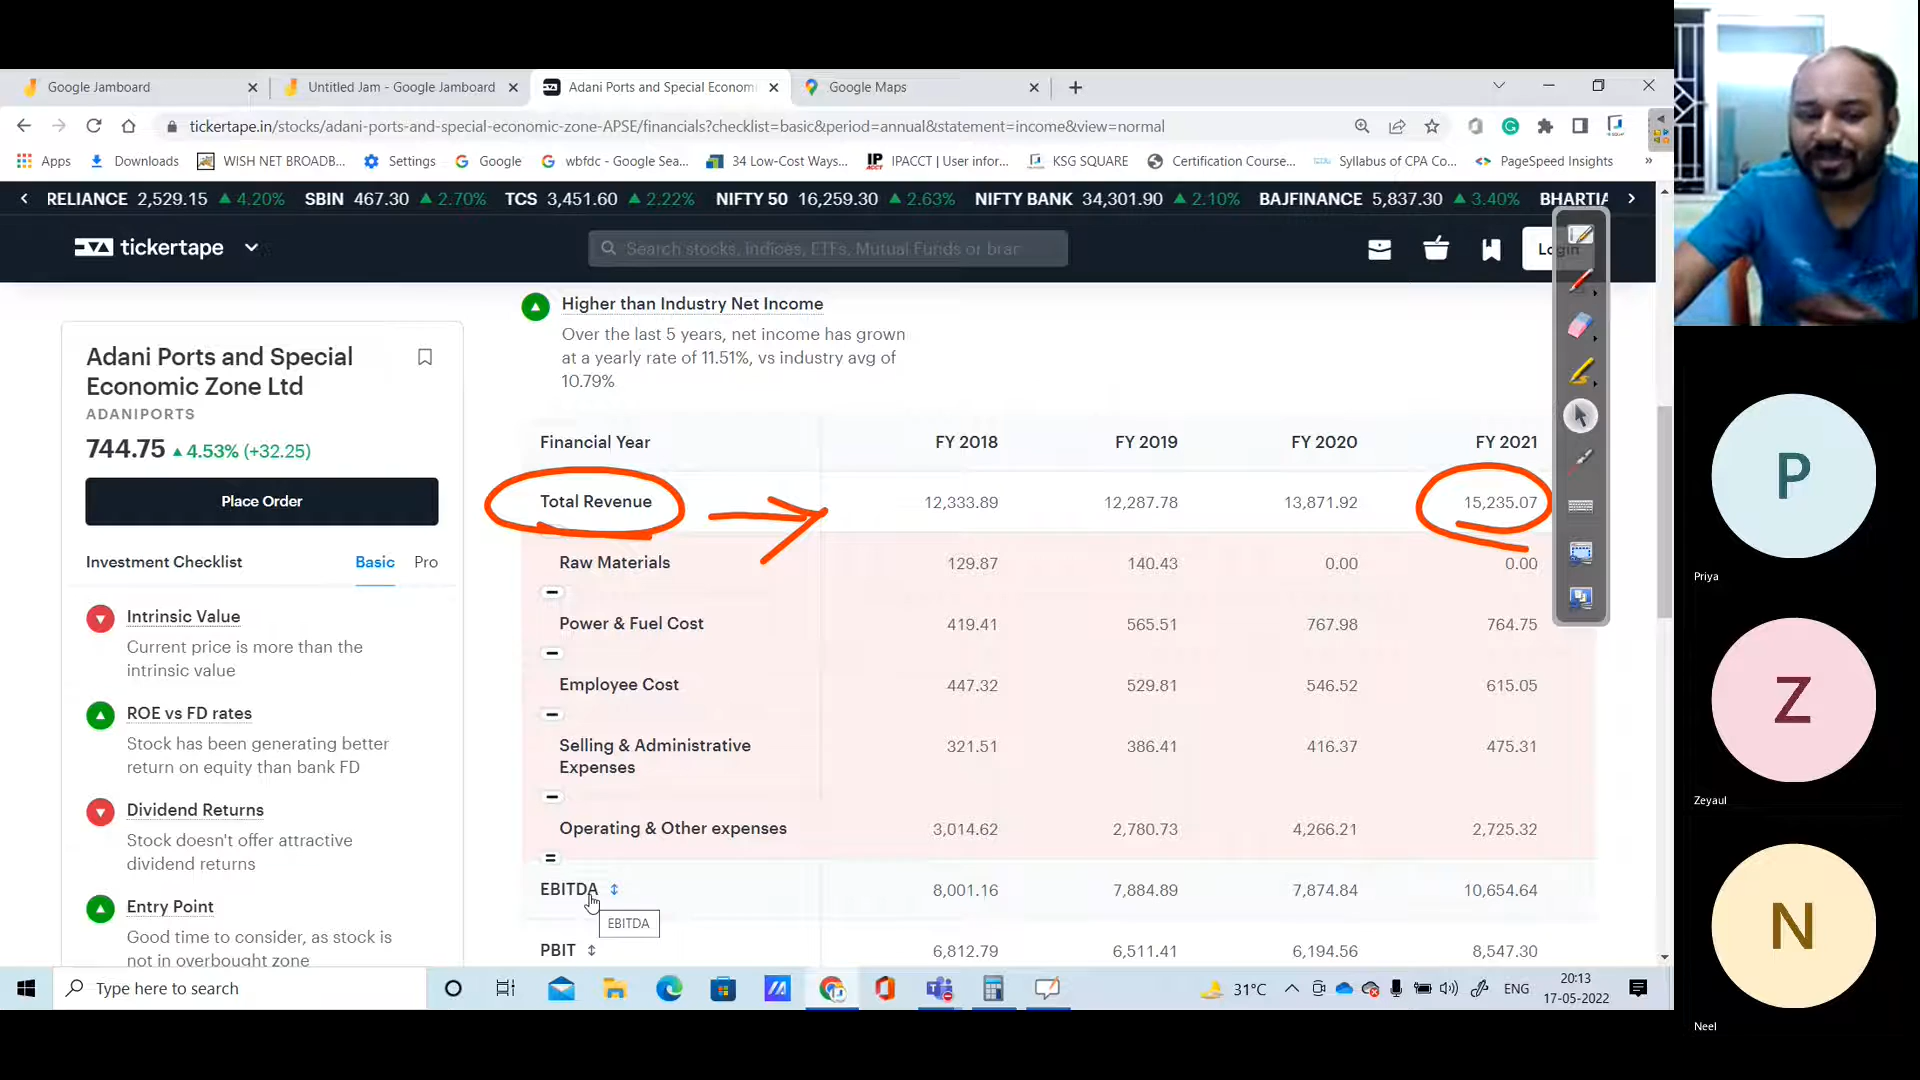 Google Jamboard
Untitled Jam - Google Jamboard
Adani Ports and Special Econom
Google Maps
tickertape.in/stocks/adani-ports-and-special-economic-zone-APSE/financials?checklist=basic&period=annual&statement=income&view=normal
Apps
Downloads
WISH NET BROADB...
Settings
Google
wbfdc - Google Sea...
34 Low-Cost Ways...
IPACCT | User infor...
KSG SQUARE
Certification Course...
Syllabus of CPA Co...
PageSpeed Insights
»
RELIANCE 2,529.15 ▲ 4.20% SBIN 467.30 ▲ 2.70% TCS 3,451.60 ▲ 2.22% NIFTY 50 16,259.30 ▲ 2.63% NIFTY BANK 34,301.90 ▲ 2.10% BAJFINANCE 5,837.30 ▲ 3.40% BHARTIA
tickertape
Search stocks, indices, ETFs, Mutual Funds or brar
Login
Adani Ports and Special
Economic Zone Ltd
ADANIPORTS
744.75 ▲ 4.53% (+32.25)
Place Order
Investment Checklist Basic Pro
Intrinsic Value
Current price is more than the
intrinsic value
ROE vs FD rates
Stock has been generating better
return on equity than bank FD
Dividend Returns
Stock doesn't offer attractive
dividend returns
Entry Point
Good time to consider, as stock is
not in overbought zone
Higher than Industry Net Income
Over the last 5 years, net income has grown
at a yearly rate of 11.51%, vs industry avg of
10.79%
Financial Year FY 2018 FY 2019 FY 2020 FY 2021
Total Revenue 12,333.89 12,287.78 13,871.92 15,235.07
Raw Materials 129.87 140.43 0.00 0.00
Power & Fuel Cost 419.41 565.51 767.98 764.75
Employee Cost 447.32 529.81 546.52 615.05
Selling & Administrative
Expenses 321.51 386.41 416.37 475.31
Operating & Other expenses 3,014.62 2,780.73 4,266.21 2,725.32
EBITDA 8,001.16 7,884.89 7,874.84 10,654.64
EBITDA
PBIT 6,812.79 6,511.41 6,194.56 8,547.30
Type here to search
31°C
ENG
20:13
17-05-2022
P
Priya
Z
Zeyaul
N
Neel